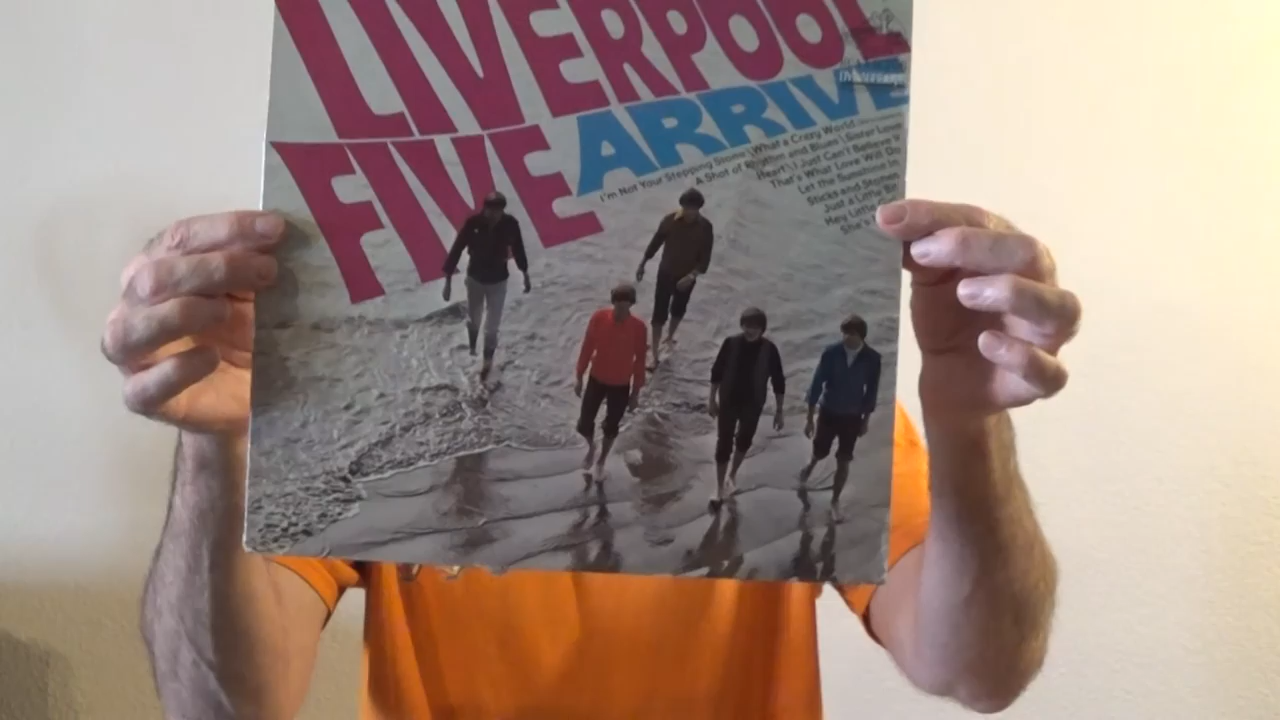 LIVERPOOL
FIVE ARRIVE
I'm Not Your Stepping Stone \ What a Crazy World
A Shot of Rhythm and Blues \ Sister Love
Heart \ I Just Can't Believe It
That's What Love Will Do
Let the Sunshine In
Sticks and Stones
Just a Little Bit
Hey Little
She's